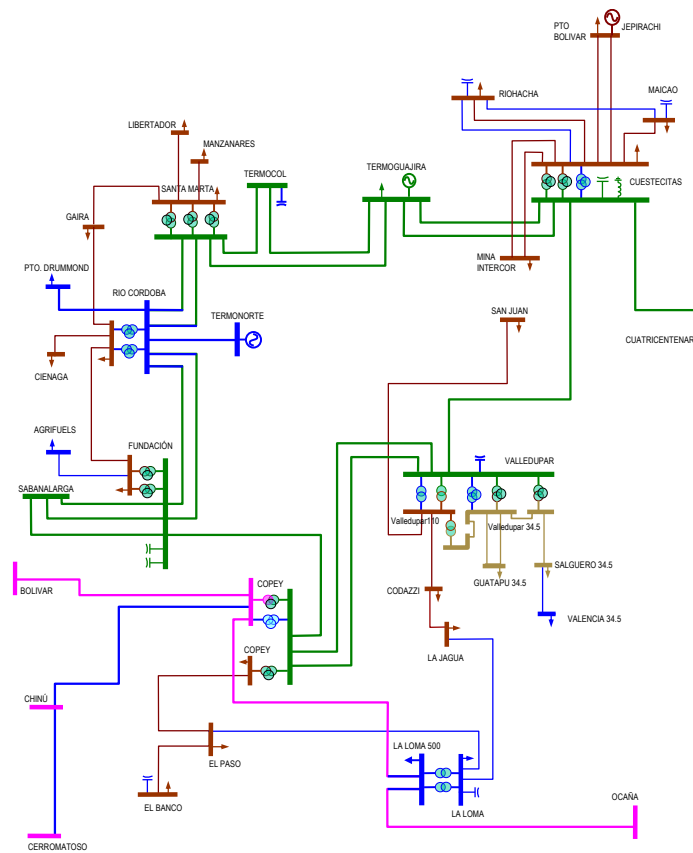 PTO
BOLIVAR
JEPIRACHI
RIOHACHA
MAICAO
LIBERTADOR
MANZANARES
TERMOCOL
TERMOGUAJIRA
SANTA MARTA
CUESTECITAS
GAIRA
PTO. DRUMMOND
RIO CORDOBA
TERMONORTE
MINA
INTERCOR
SAN JUAN
CUATRICENTENAR
CIENAGA
AGRIFUELS
FUNDACIÓN
VALLEDUPAR
SABANALARGA
Valledupar110
Valledupar 34.5
SALGUERO 34.5
GUATAPU 34.5
BOLIVAR
COPEY
CODAZZI
VALENCIA 34.5
COPEY
LA JAGUA
CHINÚ
EL PASO
LA LOMA 500
OCAÑA
EL BANCO
LA LOMA
CERROMATOSO